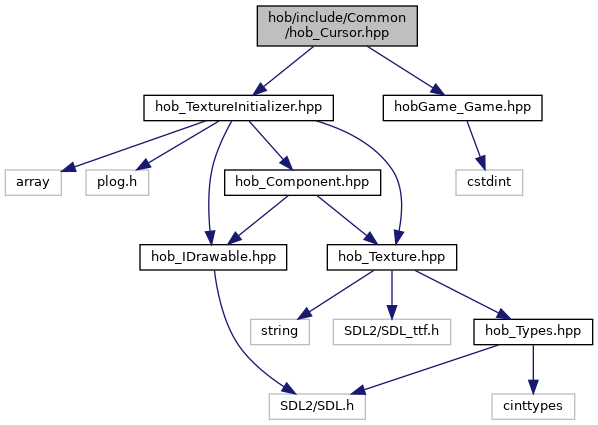 hob/include/Common
/hob_Cursor.hpp
hob_TextureInitializer.hpp
hobGame_Game.hpp
array
plog.h
hob_Component.hpp
cstdint
hob_IDrawable.hpp
hob_Texture.hpp
string
SDL2/SDL_ttf.h
hob_Types.hpp
SDL2/SDL.h
cinttypes